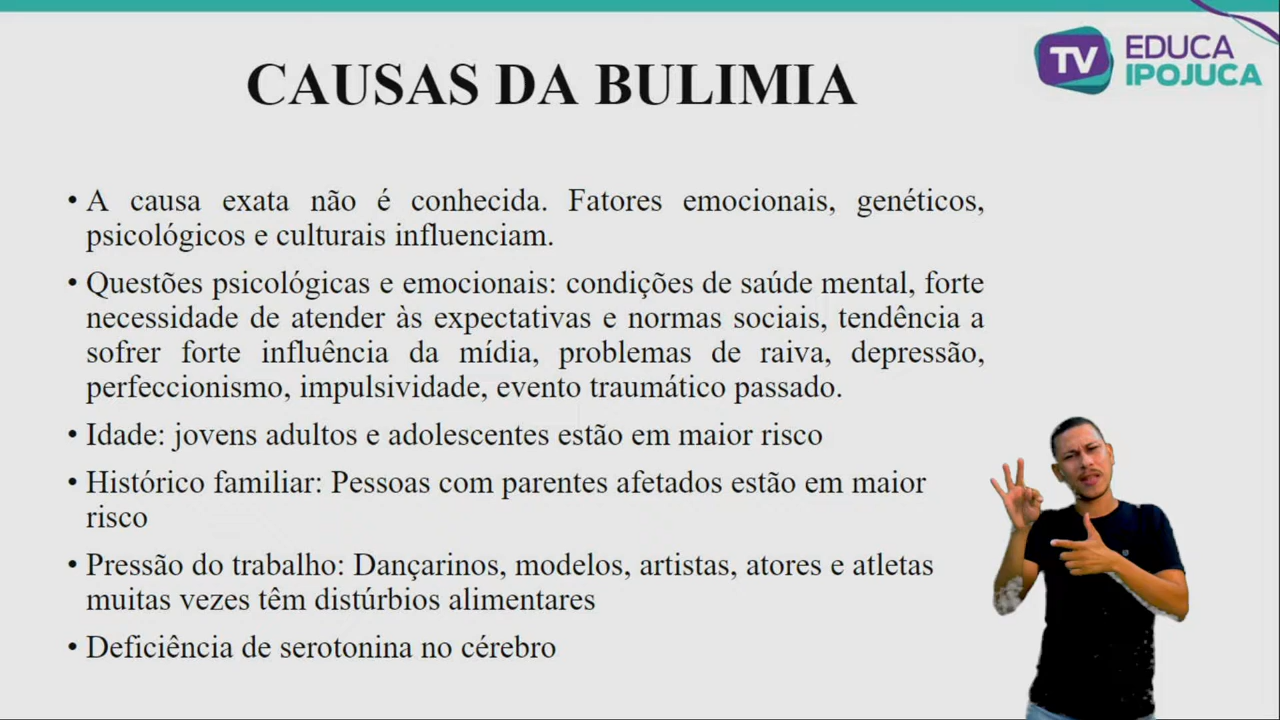 TV EDUCA
IPOJUCA
CAUSAS DA BULIMIA
• A causa exata não é conhecida. Fatores emocionais, genéticos,
psicológicos e culturais influenciam.
• Questões psicológicas e emocionais: condições de saúde mental, forte
necessidade de atender às expectativas e normas sociais, tendência a
sofrer forte influência da mídia, problemas de raiva, depressão,
perfeccionismo, impulsividade, evento traumático passado.
• Idade: jovens adultos e adolescentes estão em maior risco
• Histórico familiar: Pessoas com parentes afetados estão em maior
risco
• Pressão do trabalho: Dançarinos, modelos, artistas, atores e atletas
muitas vezes têm distúrbios alimentares
• Deficiência de serotonina no cérebro